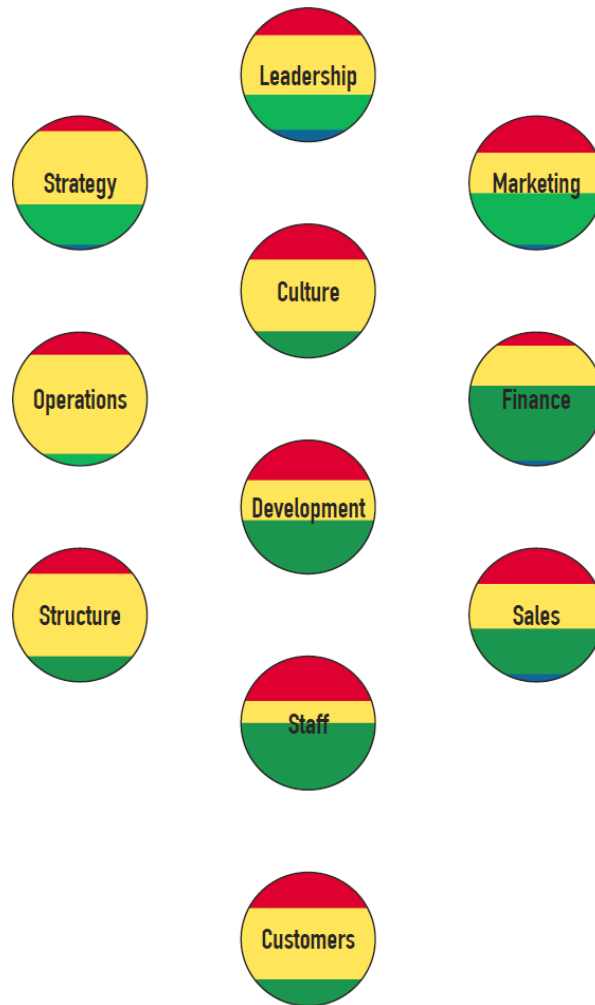 Leadership
Strategy
Marketing
Culture
Operations
Finance
Development
Structure
Sales
Staff
Customers